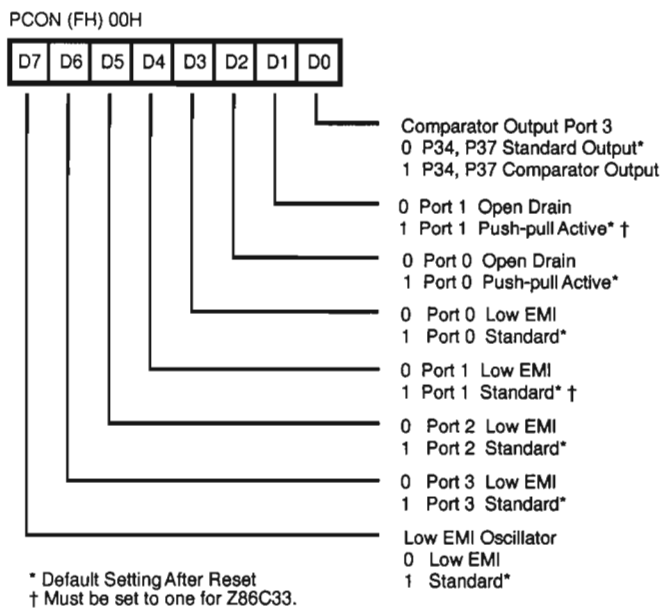 PCON (FH) 00H
D7 D6 D5 D4 D3 D2 D1 D0
Comparator Output Port 3
0 P34, P37 Standard Output*
1 P34, P37 Comparator Output
0 Port 1 Open Drain
1 Port 1 Push-pull Active* †
0 Port 0 Open Drain
1 Port 0 Push-pull Active*
0 Port 0 Low EMI
1 Port 0 Standard*
0 Port 1 Low EMI
1 Port 1 Standard* †
0 Port 2 Low EMI
1 Port 2 Standard*
0 Port 3 Low EMI
1 Port 3 Standard*
Low EMI Oscillator
0 Low EMI
1 Standard*
* Default Setting After Reset
† Must be set to one for Z86C33.